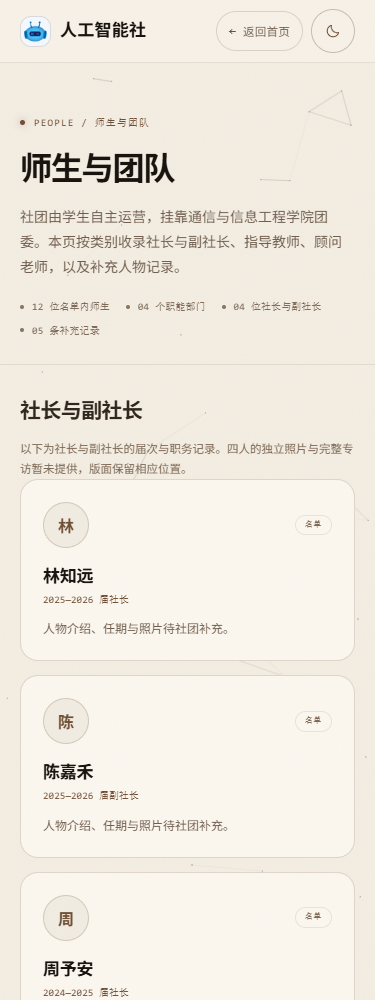 人工智能社
← 返回首页
PEOPLE / 师生与团队
师生与团队
社团由学生自主运营，挂靠通信与信息工程学院团
委。本页按类别收录社长与副社长、指导教师、顾问
老师，以及补充人物记录。
12 位名单内师生
04 个职能部门
04 位社长与副社长
05 条补充记录
社长与副社长
以下为社长与副社长的届次与职务记录。四人的独立照片与完整专
访暂未提供，版面保留相应位置。
林
名单
林知远
2025—2026 届社长
人物介绍、任期与照片待社团补充。
陈
名单
陈嘉禾
2025—2026 届副社长
人物介绍、任期与照片待社团补充。
周
名单
周予安
2024—2025 届社长